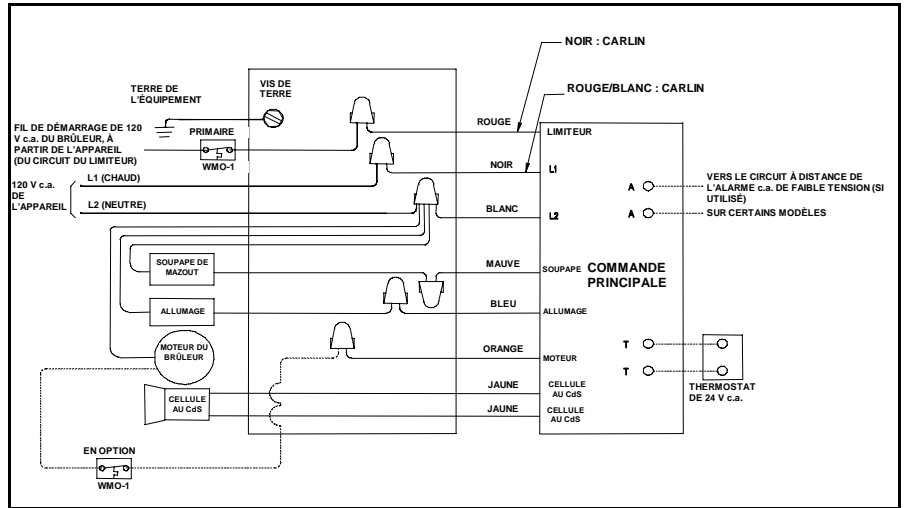 NOIR : CARLIN
ROUGE/BLANC : CARLIN
TERRE DE
L'ÉQUIPEMENT
VIS DE
TERRE
FIL DE DÉMARRAGE DE 120
V c.a. DU BRÛLEUR, À
PARTIR DE L'APPAREIL
(DU CIRCUIT DU LIMITEUR)
PRIMAIRE
WMO-1
ROUGE
LIMITEUR
120 V c.a.
DE
L'APPAREIL
L1 (CHAUD)
NOIR
L1
L2 (NEUTRE)
BLANC
L2
A
A
VERS LE CIRCUIT À DISTANCE DE
L'ALARME c.a. DE FAIBLE TENSION (SI
UTILISÉ)
SUR CERTAINS MODÈLES
SOUPAPE DE
MAZOUT
MAUVE
SOUPAPE
COMMANDE
PRINCIPALE
ALLUMAGE
BLEU
ALLUMAGE
MOTEUR DU
BRÛLEUR
ORANGE
MOTEUR
T
T
THERMOSTAT
DE 24 V c.a.
CELLULE
AU CdS
JAUNE
CELLULE
AU CdS
JAUNE
CELLULE
AU CdS
EN OPTION
WMO-1